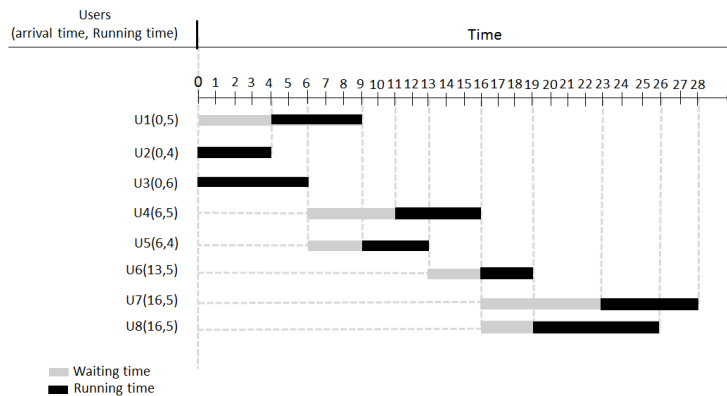 Users
(arrival time, Running time)
Time
0 1 2 3 4 5 6 7 8 9 10 11 12 13 14 15 16 17 18 19 20 21 22 23 24 25 26 27 28
U1(0,5)
U2(0,4)
U3(0,6)
U4(6,5)
U5(6,4)
U6(13,5)
U7(16,5)
U8(16,5)
Waiting time
Running time